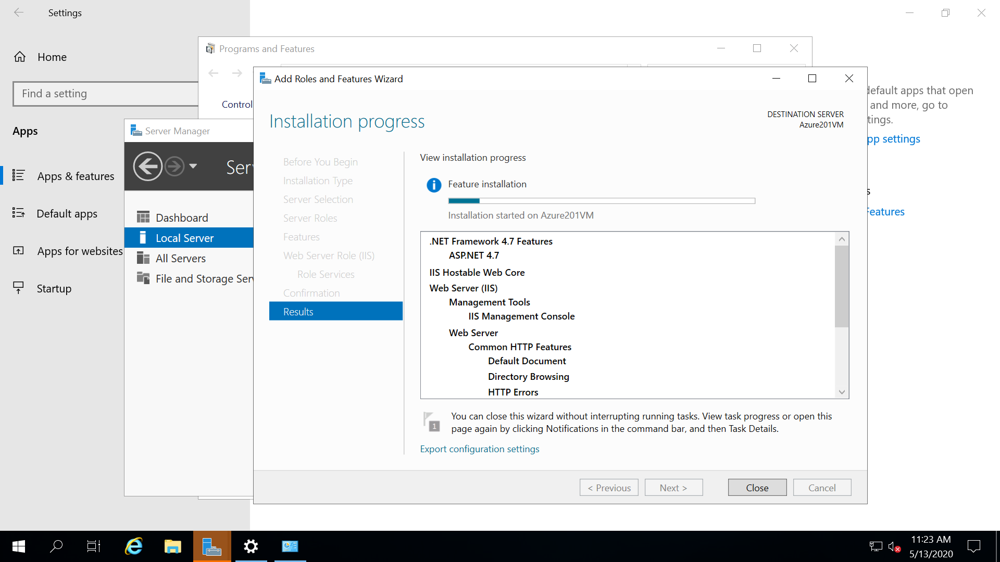 Settings
Home
Find a setting
Apps
Apps & features
Default apps
Apps for websites
Startup
Programs and Features
Control
Server Manager
Ser
Dashboard
Local Server
All Servers
File and Storage Ser
Add Roles and Features Wizard
Installation progress
DESTINATION SERVER
Azure201VM
Before You Begin
Installation Type
Server Selection
Server Roles
Features
Web Server Role (IIS)
Role Services
Confirmation
Results
View installation progress
Feature installation
Installation started on Azure201VM
.NET Framework 4.7 Features
ASP.NET 4.7
IIS Hostable Web Core
Web Server (IIS)
Management Tools
IIS Management Console
Web Server
Common HTTP Features
Default Document
Directory Browsing
HTTP Errors
1
You can close this wizard without interrupting running tasks. View task progress or open this
page again by clicking Notifications in the command bar, and then Task Details.
Export configuration settings
< Previous
Next >
Close
Cancel
default apps that open
and more, go to
tings.
pp settings
s
Features
11:23 AM
5/13/2020